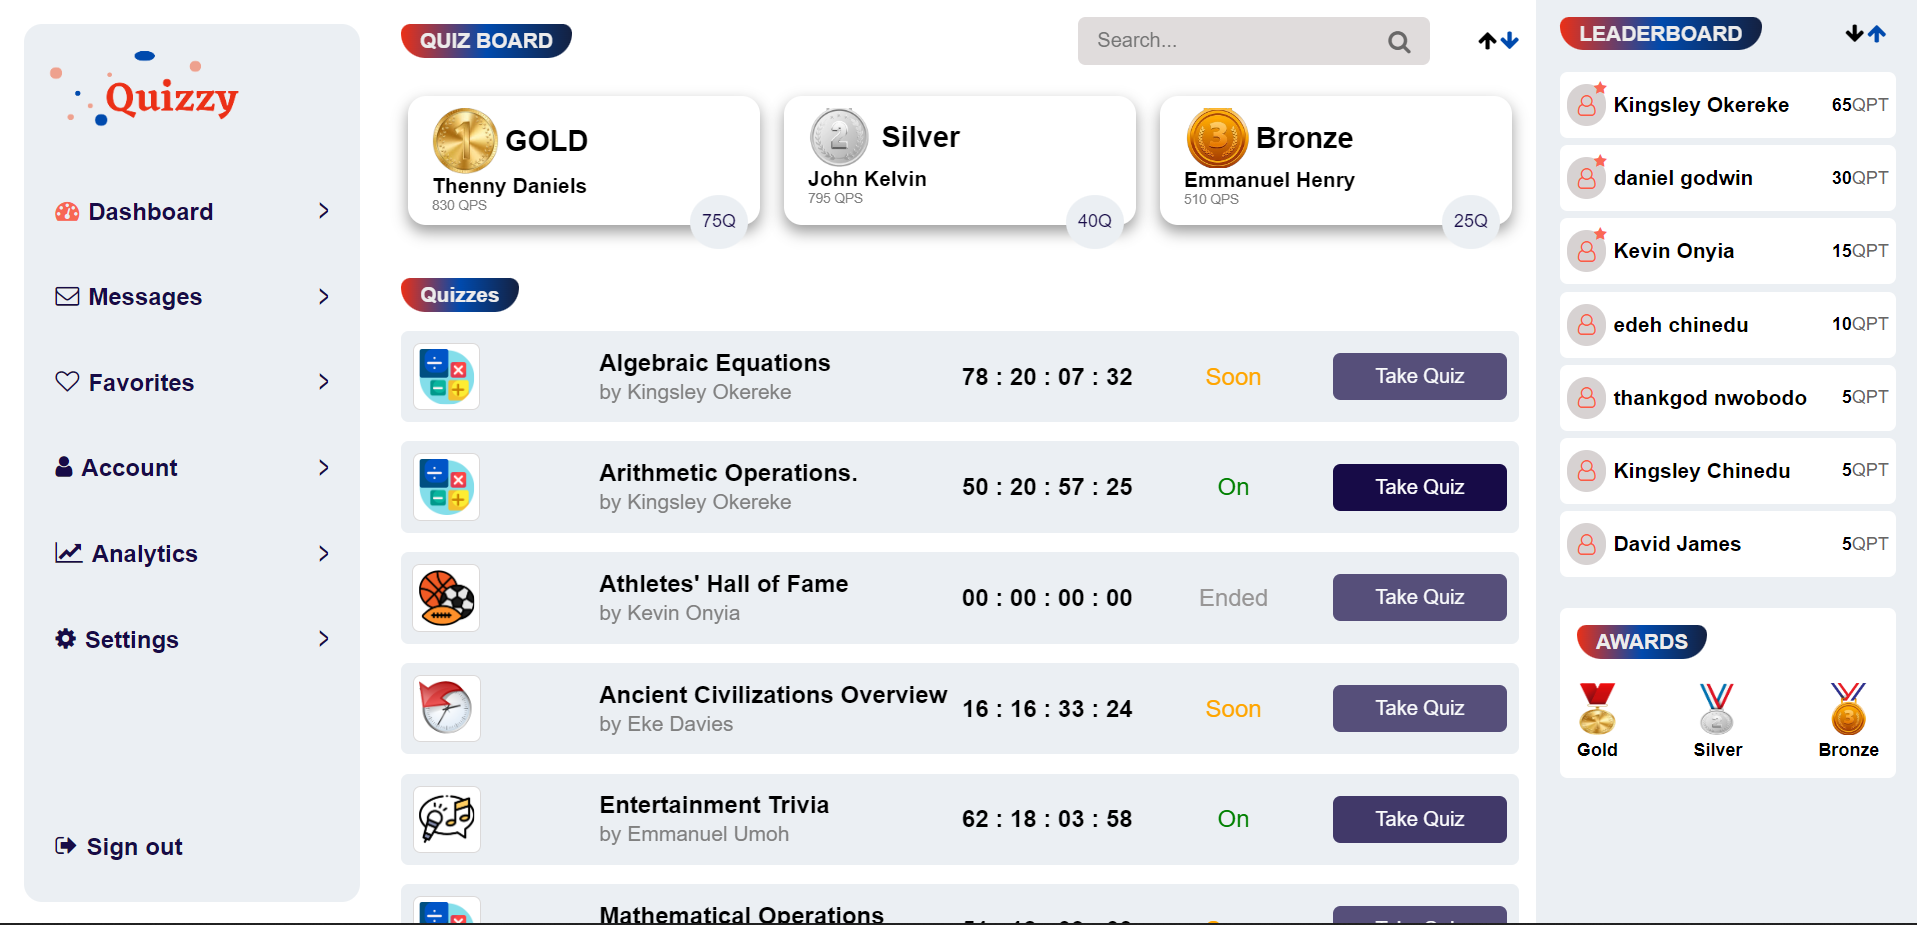 Quizzy
Dashboard
Messages
Favorites
Account
Analytics
Settings
Sign out
QUIZ BOARD
Search...
1 GOLD
Thenny Daniels
830 QPS
75Q
2 Silver
John Kelvin
795 QPS
40Q
3 Bronze
Emmanuel Henry
510 QPS
25Q
Quizzes
Algebraic Equations
by Kingsley Okereke
78 : 20 : 07 : 32
Soon
Take Quiz
Arithmetic Operations.
by Kingsley Okereke
50 : 20 : 57 : 25
On
Take Quiz
Athletes' Hall of Fame
by Kevin Onyia
00 : 00 : 00 : 00
Ended
Take Quiz
Ancient Civilizations Overview
by Eke Davies
16 : 16 : 33 : 24
Soon
Take Quiz
Entertainment Trivia
by Emmanuel Umoh
62 : 18 : 03 : 58
On
Take Quiz
Mathematical Operations
LEADERBOARD
Kingsley Okereke 65QPT
daniel godwin 30QPT
Kevin Onyia 15QPT
edeh chinedu 10QPT
thankgod nwobodo 5QPT
Kingsley Chinedu 5QPT
David James 5QPT
AWARDS
2 3
Gold Silver Bronze